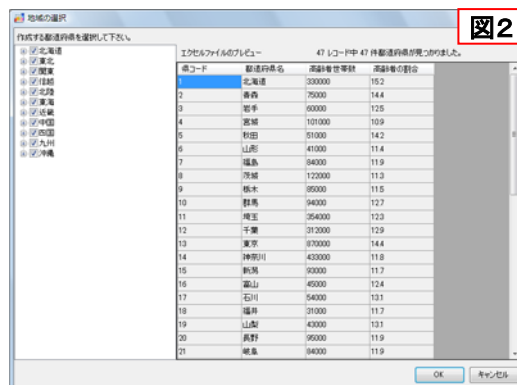 地域の選択
図2
作成する都道府県を選択して下さい。
北海道
東北
関東
信越
北陸
東海
近畿
中国
四国
九州
沖縄
エクセルファイルのプレビュー 47 レコード中 47 件都道府県が見つかりました。
県コード 都道府県名 高齢者世帯数 高齢者の割合
1 北海道 330000 15.2
2 青森 75000 14.4
3 岩手 60000 12.5
4 宮城 101000 10.9
5 秋田 51000 14.2
6 山形 41000 11.4
7 福島 84000 11.9
8 茨城 122000 11.3
9 栃木 85000 11.5
10 群馬 94000 12.7
11 埼玉 354000 12.3
12 千葉 312000 12.9
13 東京 870000 14.4
14 神奈川 433000 11.8
15 新潟 93000 11.7
16 富山 45000 12.4
17 石川 54000 13.1
18 福井 31000 11.7
19 山梨 43000 13.1
20 長野 95000 11.9
21 岐阜 84000 11.9
OK キャンセル